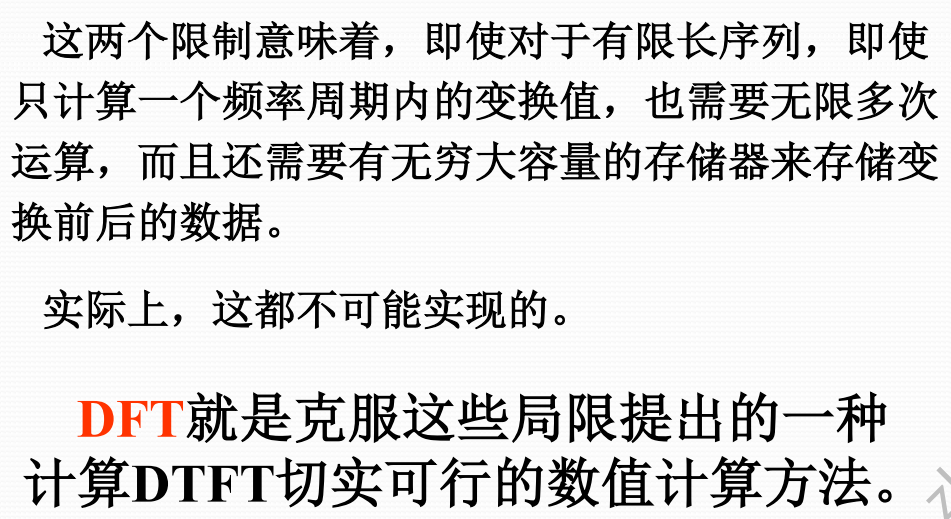 这两个限制意味着，即使对于有限长序列，即使
只计算一个频率周期内的变换值，也需要无限多次
运算，而且还需要有无穷大容量的存储器来存储变
换前后的数据。
实际上，这都不可能实现的。
DFT就是克服这些局限提出的一种
计算DTFT切实可行的数值计算方法。